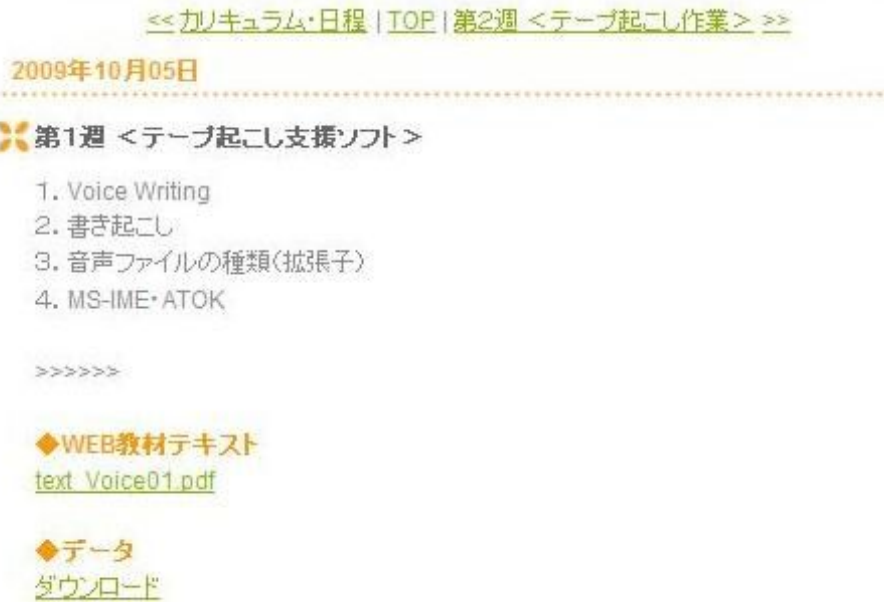 << カリキュラム・日程 | TOP | 第2週 <テープ起こし作業> >>
2009年10月05日
第1週 <テープ起こし支援ソフト>
1. Voice Writing
2. 書き起こし
3. 音声ファイルの種類(拡張子)
4. MS-IME・ATOK
>>>>>>
◆WEB教材テキスト
text_Voice01.pdf
◆データ
ダウンロード